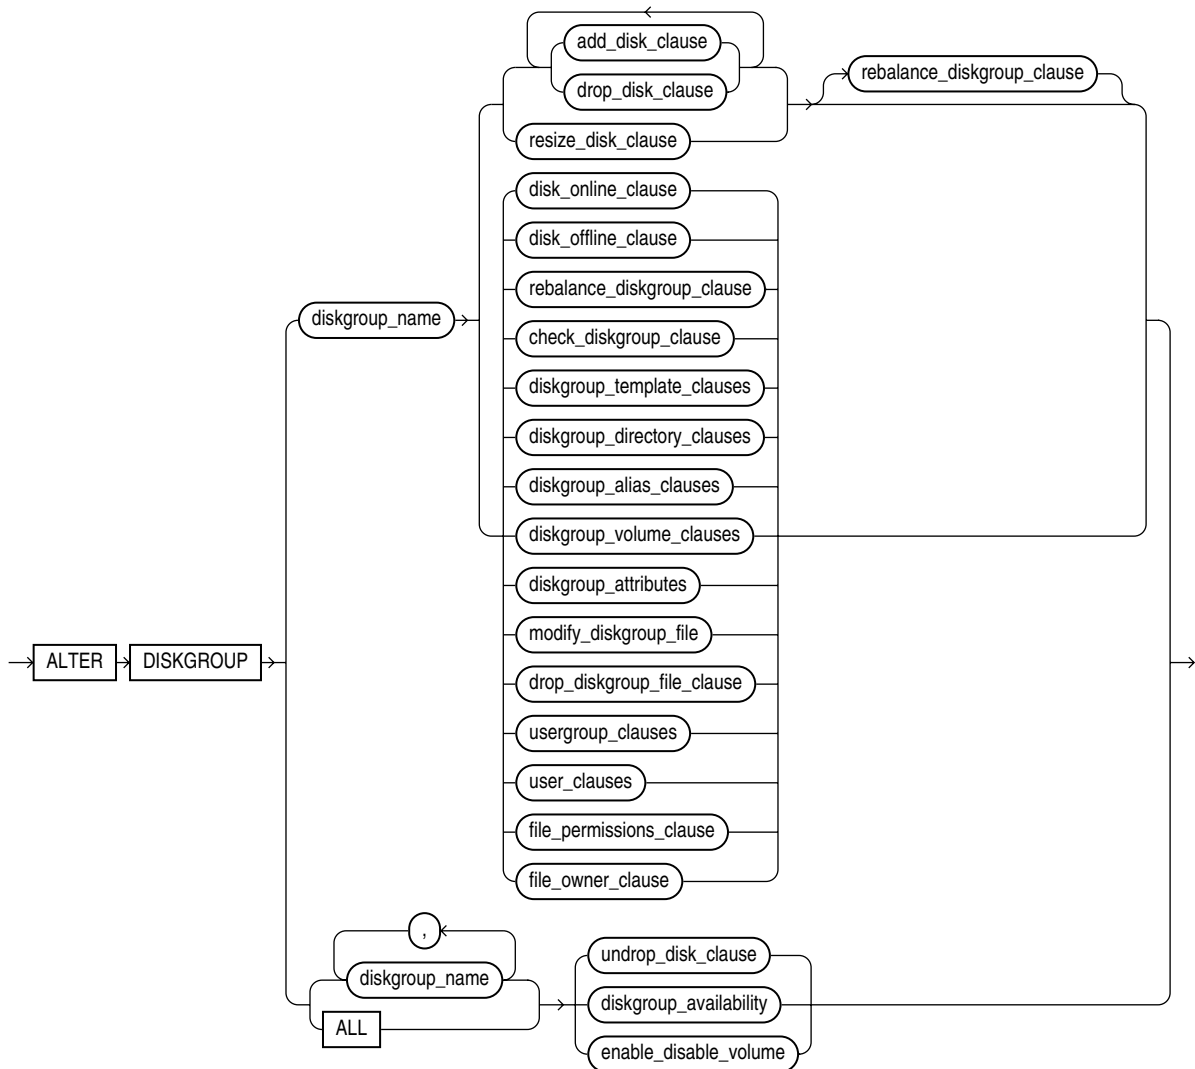 add_disk_clause
rebalance_diskgroup_clause
drop_disk_clause
resize_disk_clause
disk_online_clause
disk_offline_clause
rebalance_diskgroup_clause
diskgroup_name
check_diskgroup_clause
diskgroup_template_clauses
diskgroup_directory_clauses
diskgroup_alias_clauses
diskgroup_volume_clauses
diskgroup_attributes
modify_diskgroup_file
ALTER DISKGROUP
drop_diskgroup_file_clause
usergroup_clauses
user_clauses
file_permissions_clause
file_owner_clause
,
undrop_disk_clause
diskgroup_name
diskgroup_availability
ALL
enable_disable_volume